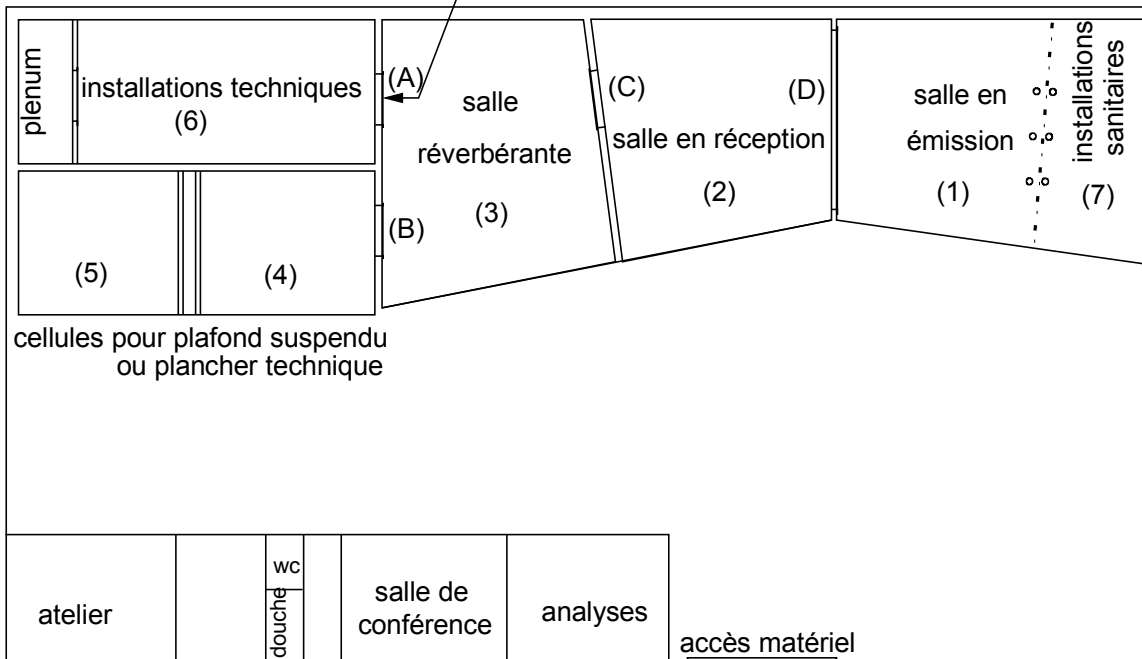 plenum
installations techniques
(6)
(A)
salle
réverbérante
(3)
(B)
(C)
salle en réception
(2)
(D)
salle en
émission
(1)
installations
sanitaires
(7)
(5)
(4)
cellules pour plafond suspendu
ou plancher technique
atelier
wc
douche
salle de
conférence
analyses
accès matériel